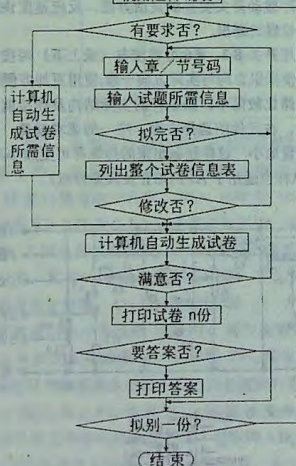 有要求否?
输人章／节号码
计算机
自动生
成试卷
所需信
息
输人试题所需信息
拟完否?
列出整个试卷信息表
修改否?
计算机自动生成试卷
满意否?
打印试卷 n份
要答案否?
打印答案
拟别一份?
结 束